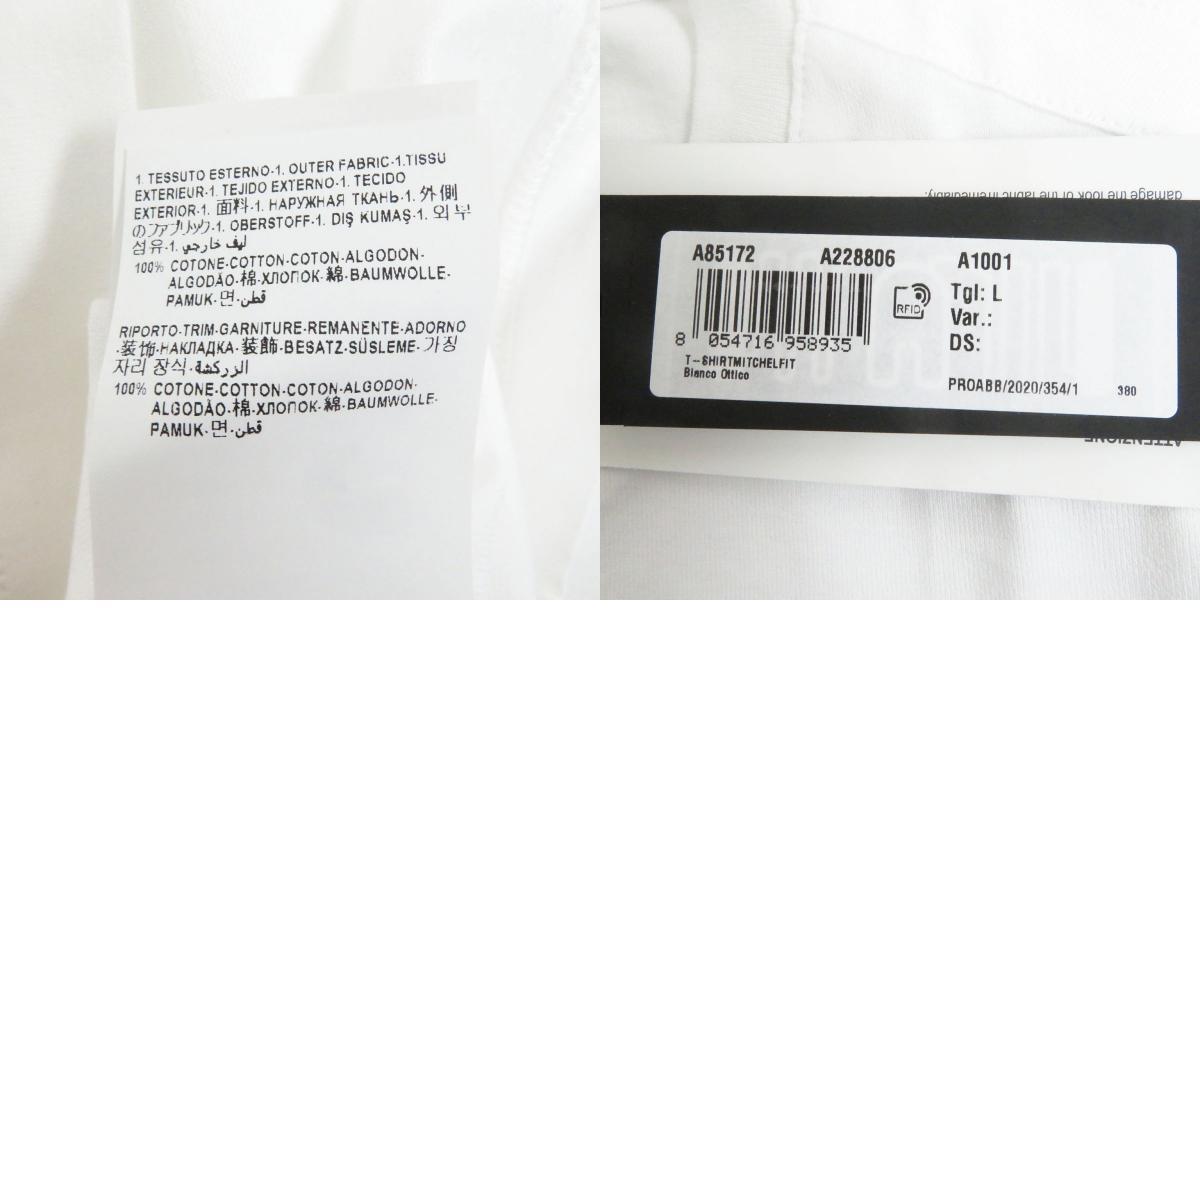 1. TESSUTO ESTERNO-1. OUTER FABRIC-1.TISSU
EXTERIEUR-1. TEJIDO EXTERNO-1. TECIDO
EXTERIOR-1. 面料-1. НАРУЖНАЯ ТКАНЬ-1. 外側
のファブリック-1. OBERSTOFF-1. DIŞ KUMAŞ-1. 외부
섬유-1. ليف خارجي
100% COTONE-COTTON-COTON-ALGODON-
ALGODÃO-棉-ХЛОПОК-綿-BAUMWOLLE-
PAMUK-면-قطن
RIPORTO-TRIM-GARNITURE-REMANENTE-ADORNO
-装饰-НАКЛАДКА-装飾-BESATZ-SÜSLEME-가장
자리 장식-الزركشة
100% COTONE-COTTON-COTON-ALGODON-
ALGODÃO-棉-ХЛОПОК-綿-BAUMWOLLE-
PAMUK-면-قطن
damage the look of the fabric irremediably.
A85172 A228806 A1001
RFID
Tgl: L
Var.:
DS:
8 054716 958935
T-SHIRTMITCHELFIT
Bianco Ottico
PROABB/2020/354/1 380
ATTENZIONE